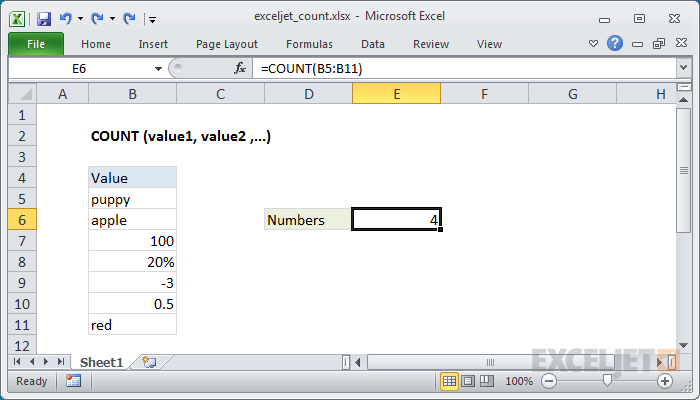 exceljet_count.xlsx - Microsoft Excel
File Home Insert Page Layout Formulas Data Review View
E6 fx =COUNT(B5:B11)
A B C D E F G H
1
2 COUNT (value1, value2 ,...)
3
4 Value
5 puppy
6 apple Numbers 4
7 100
8 20%
9 -3
10 0.5
11 red
12
Sheet1
EXCELJET
Ready 100%